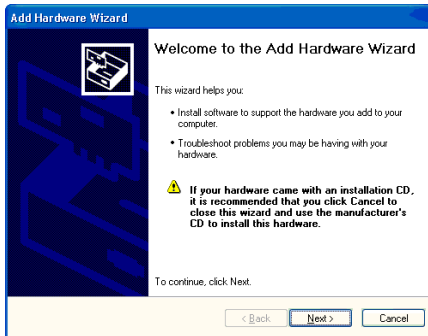 Add Hardware Wizard
Welcome to the Add Hardware Wizard
This wizard helps you:
• Install software to support the hardware you add to your
computer.
• Troubleshoot problems you may be having with your
hardware.
If your hardware came with an installation CD,
it is recommended that you click Cancel to
close this wizard and use the manufacturer's
CD to install this hardware.
To continue, click Next.
< Back Next > Cancel